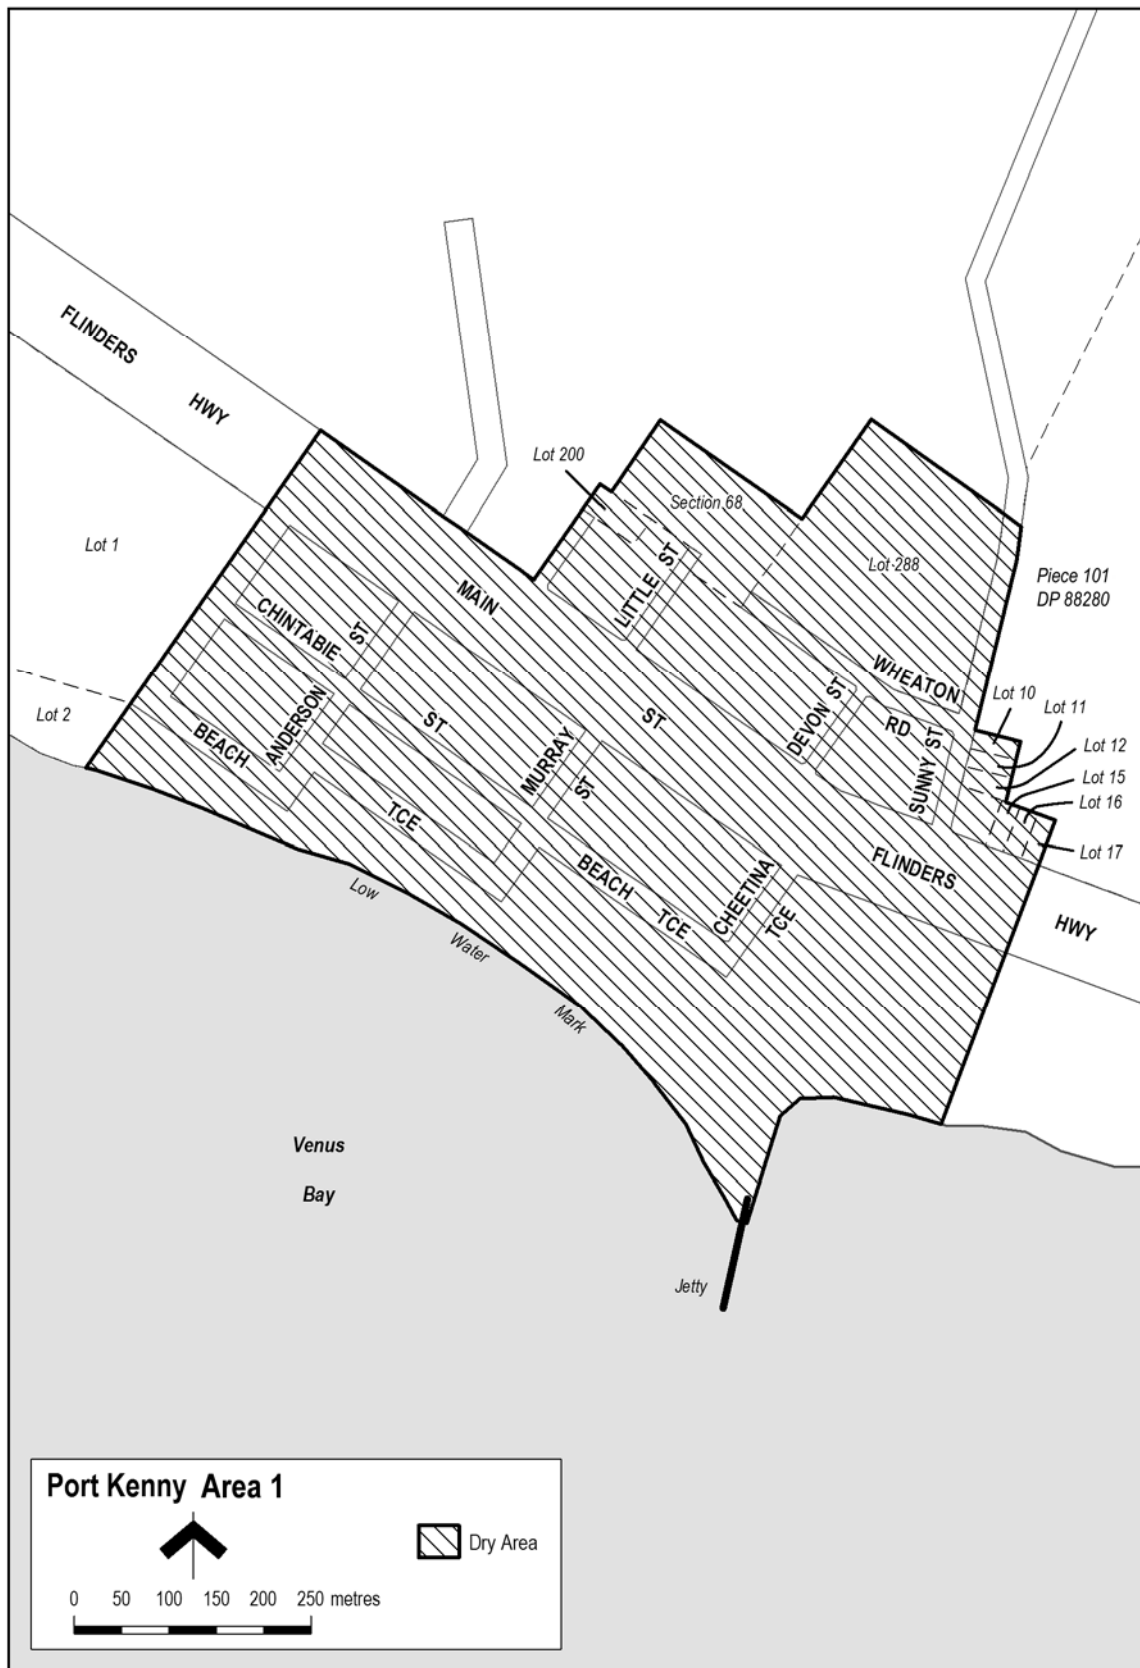 FLINDERS
HWY
Lot 200
Section 68
Lot 1
Lot 288
Piece 101
DP 88280
MAIN
LITTLE ST
CHINTABIE
ST
WHEATON
Lot 10
Lot 11
Lot 2
BEACH
ANDERSON
ST
ST
DEVON ST
RD
SUNNY ST
Lot 12
Lot 15
Lot 16
MURRAY
ST
TCE
Lot 17
BEACH
TCE
CHEETINA
TCE
FLINDERS
HWY
Low
Water
Mark
Venus
Bay
Jetty
Port Kenny Area 1
Dry Area
0 50 100 150 200 250 metres